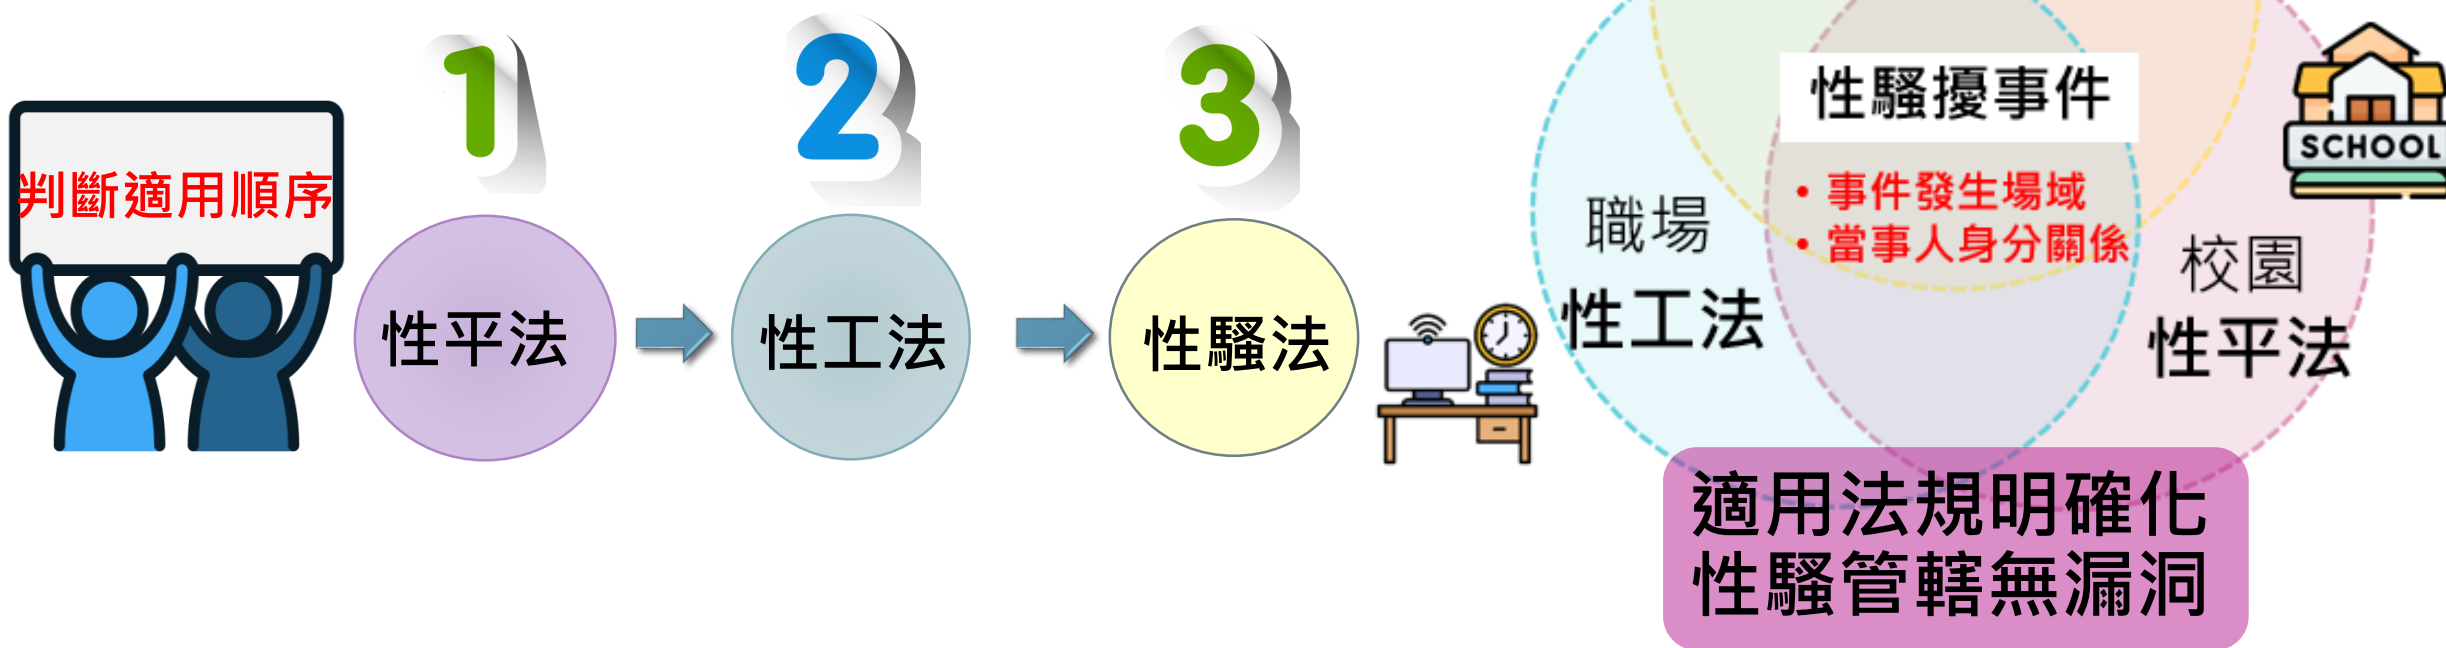 判斷適用順序
1
2
3
性平法
性工法
性騷法
性騷擾事件
• 事件發生場域
• 當事人身分關係
職場
性工法
SCHOOL
校園
性平法
適用法規明確化
性騷管轄無漏洞